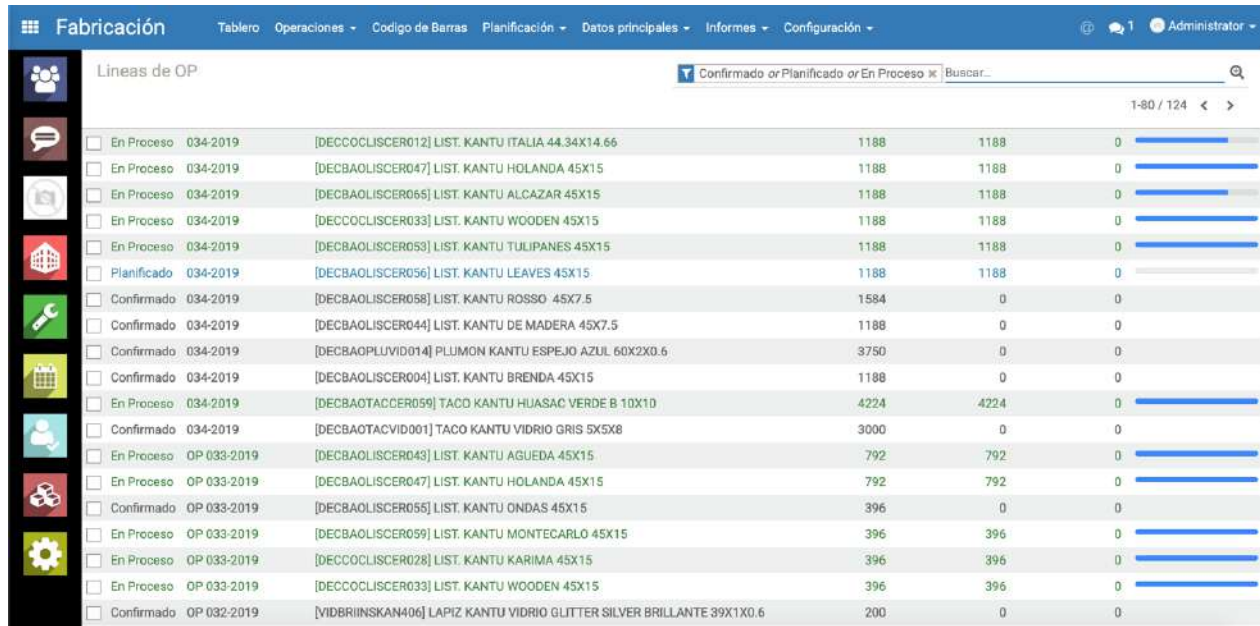 Fabricación Tablero Operaciones Codigo de Barras Planificación Datos principales Informes Configuración @ 1 Administrator
Lineas de OP Confirmado or Planificado or En Proceso Buscar...
1-80 / 124
En Proceso 034-2019 [DECCOCLISCER012] LIST. KANTU ITALIA 44.34X14.66 1188 1188 0
En Proceso 034-2019 [DECBAOLISCER047] LIST. KANTU HOLANDA 45X15 1188 1188 0
En Proceso 034-2019 [DECBAOLISCER065] LIST. KANTU ALCAZAR 45X15 1188 1188 0
En Proceso 034-2019 [DECCOCLISCER033] LIST. KANTU WOODEN 45X15 1188 1188 0
En Proceso 034-2019 [DECBAOLISCER053] LIST. KANTU TULIPANES 45X15 1188 1188 0
Planificado 034-2019 [DECBAOLISCER056] LIST. KANTU LEAVES 45X15 1188 1188 0
Confirmado 034-2019 [DECBAOLISCER058] LIST. KANTU ROSSO 45X7.5 1584 0 0
Confirmado 034-2019 [DECBAOLISCER044] LIST. KANTU DE MADERA 45X7.5 1188 0 0
Confirmado 034-2019 [DECBAOPLUVID014] PLUMON KANTU ESPEJO AZUL 60X2X0.6 3750 0 0
Confirmado 034-2019 [DECBAOLISCER004] LIST. KANTU BRENDA 45X15 1188 0 0
En Proceso 034-2019 [DECBAOTACCER059] TACO KANTU HUASAC VERDE B 10X10 4224 4224 0
Confirmado 034-2019 [DECBAOTACVID001] TACO KANTU VIDRIO GRIS 5X5X8 3000 0 0
En Proceso OP 033-2019 [DECBAOLISCER043] LIST. KANTU AGUEDA 45X15 792 792 0
En Proceso OP 033-2019 [DECBAOLISCER047] LIST. KANTU HOLANDA 45X15 792 792 0
Confirmado OP 033-2019 [DECBAOLISCER055] LIST. KANTU ONDAS 45X15 396 0 0
En Proceso OP 033-2019 [DECBAOLISCER059] LIST. KANTU MONTECARLO 45X15 396 396 0
En Proceso OP 033-2019 [DECCOCLISCER028] LIST. KANTU KARIMA 45X15 396 396 0
En Proceso OP 033-2019 [DECCOCLISCER033] LIST. KANTU WOODEN 45X15 396 396 0
Confirmado OP 032-2019 [VIDBRIINSKAN406] LAPIZ KANTU VIDRIO GLITTER SILVER BRILLANTE 39X1X0.6 200 0 0